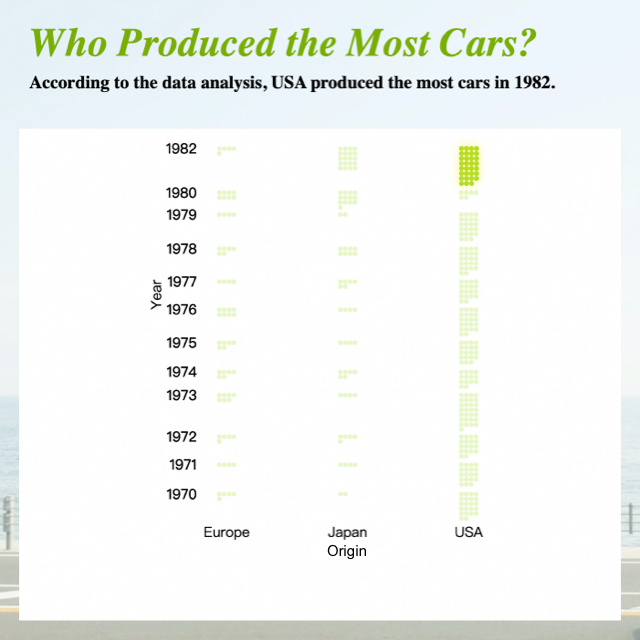 Who Produced the Most Cars?
According to the data analysis, USA produced the most cars in 1982.
1982
1980
1979
1978
1977
1976
1975
1974
1973
1972
1971
1970
Year
Europe Japan USA
Origin